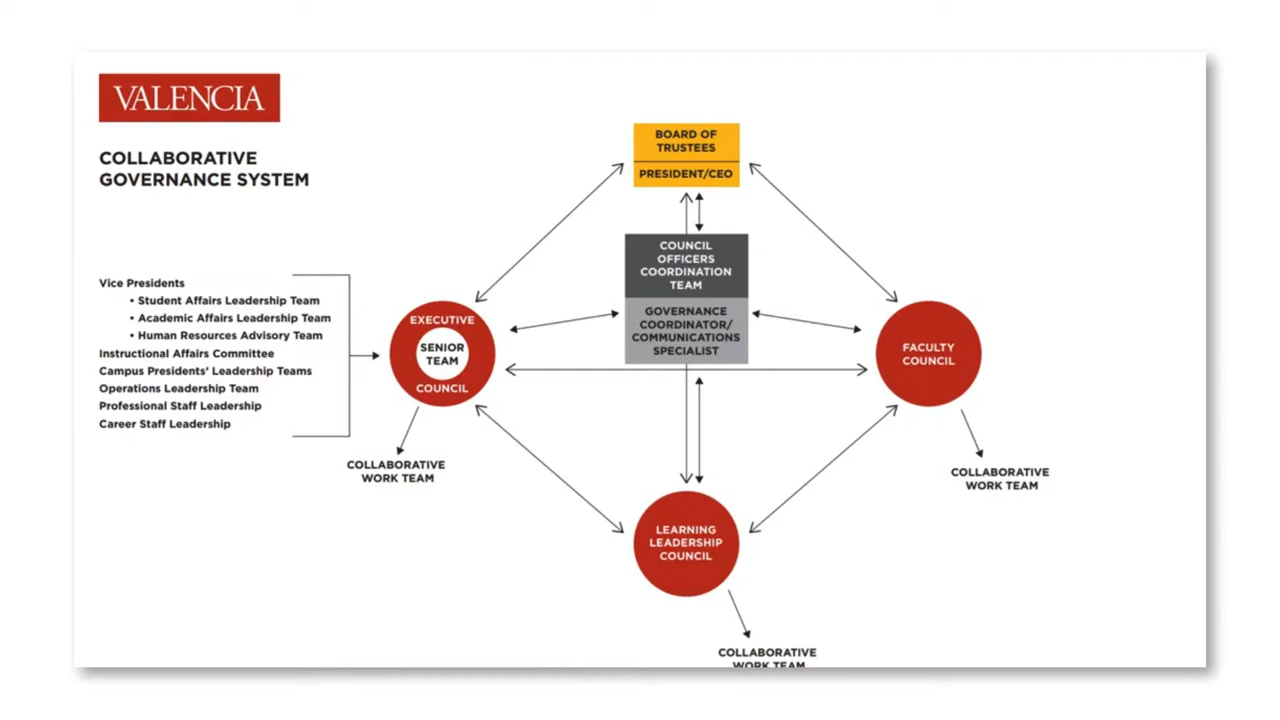 VALENCIA
COLLABORATIVE
GOVERNANCE SYSTEM
BOARD OF
TRUSTEES
PRESIDENT/CEO
COUNCIL
OFFICERS
COORDINATION
TEAM
GOVERNANCE
COORDINATOR/
COMMUNICATIONS
SPECIALIST
Vice Presidents
• Student Affairs Leadership Team
• Academic Affairs Leadership Team
• Human Resources Advisory Team
Instructional Affairs Committee
Campus Presidents' Leadership Teams
Operations Leadership Team
Professional Staff Leadership
Career Staff Leadership
EXECUTIVE
SENIOR
TEAM
COUNCIL
FACULTY
COUNCIL
COLLABORATIVE
WORK TEAM
COLLABORATIVE
WORK TEAM
LEARNING
LEADERSHIP
COUNCIL
COLLABORATIVE
WORK TEAM